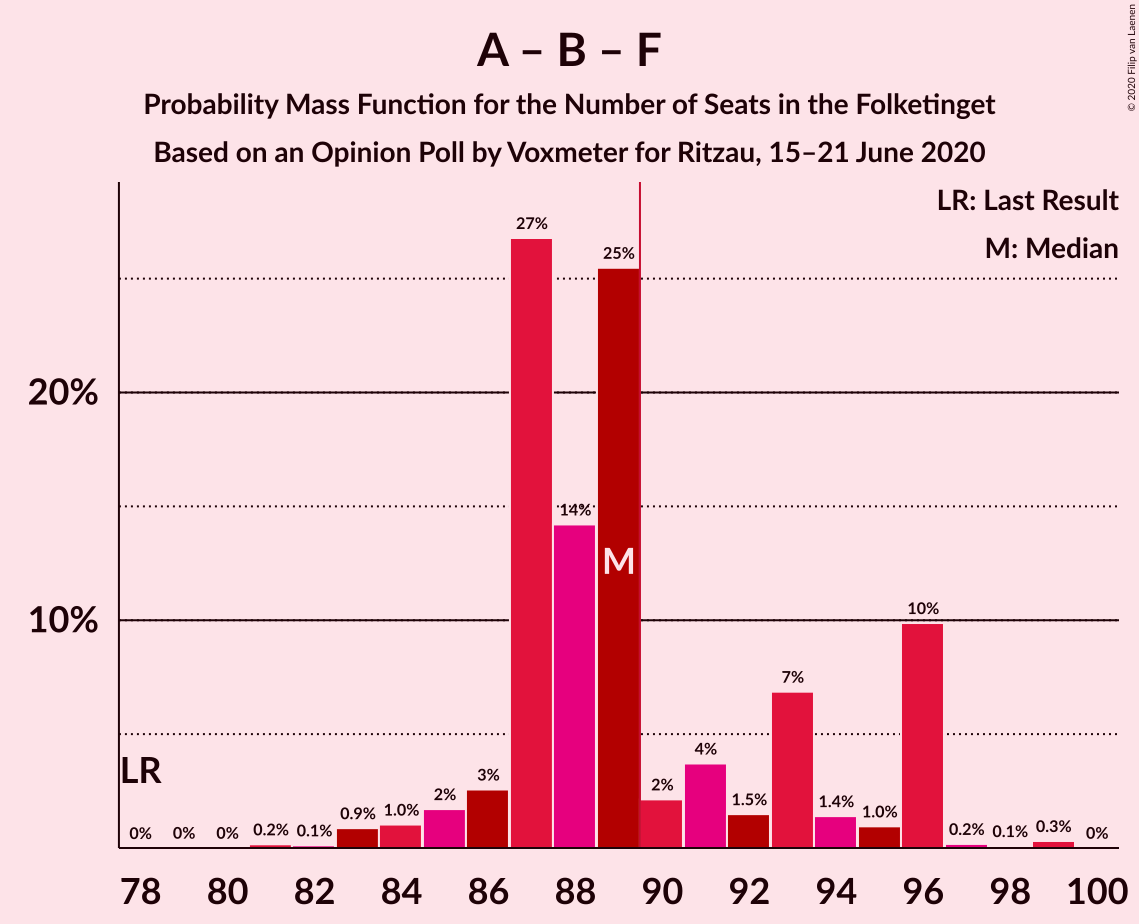 A – B – F
Probability Mass Function for the Number of Seats in the Folketinget
Based on an Opinion Poll by Voxmeter for Ritzau, 15–21 June 2020
© 2020 Filip van Laenen
LR: Last Result
M: Median
27%
25%
20%
14%
M
10%
10%
7%
4%
LR
3%
2%
2%
1.5%
1.4%
0% 0% 0% 0.2% 0.1% 0.9% 1.0% 1.0% 0.2% 0.1% 0.3% 0%
78 80 82 84 86 88 90 92 94 96 98 100